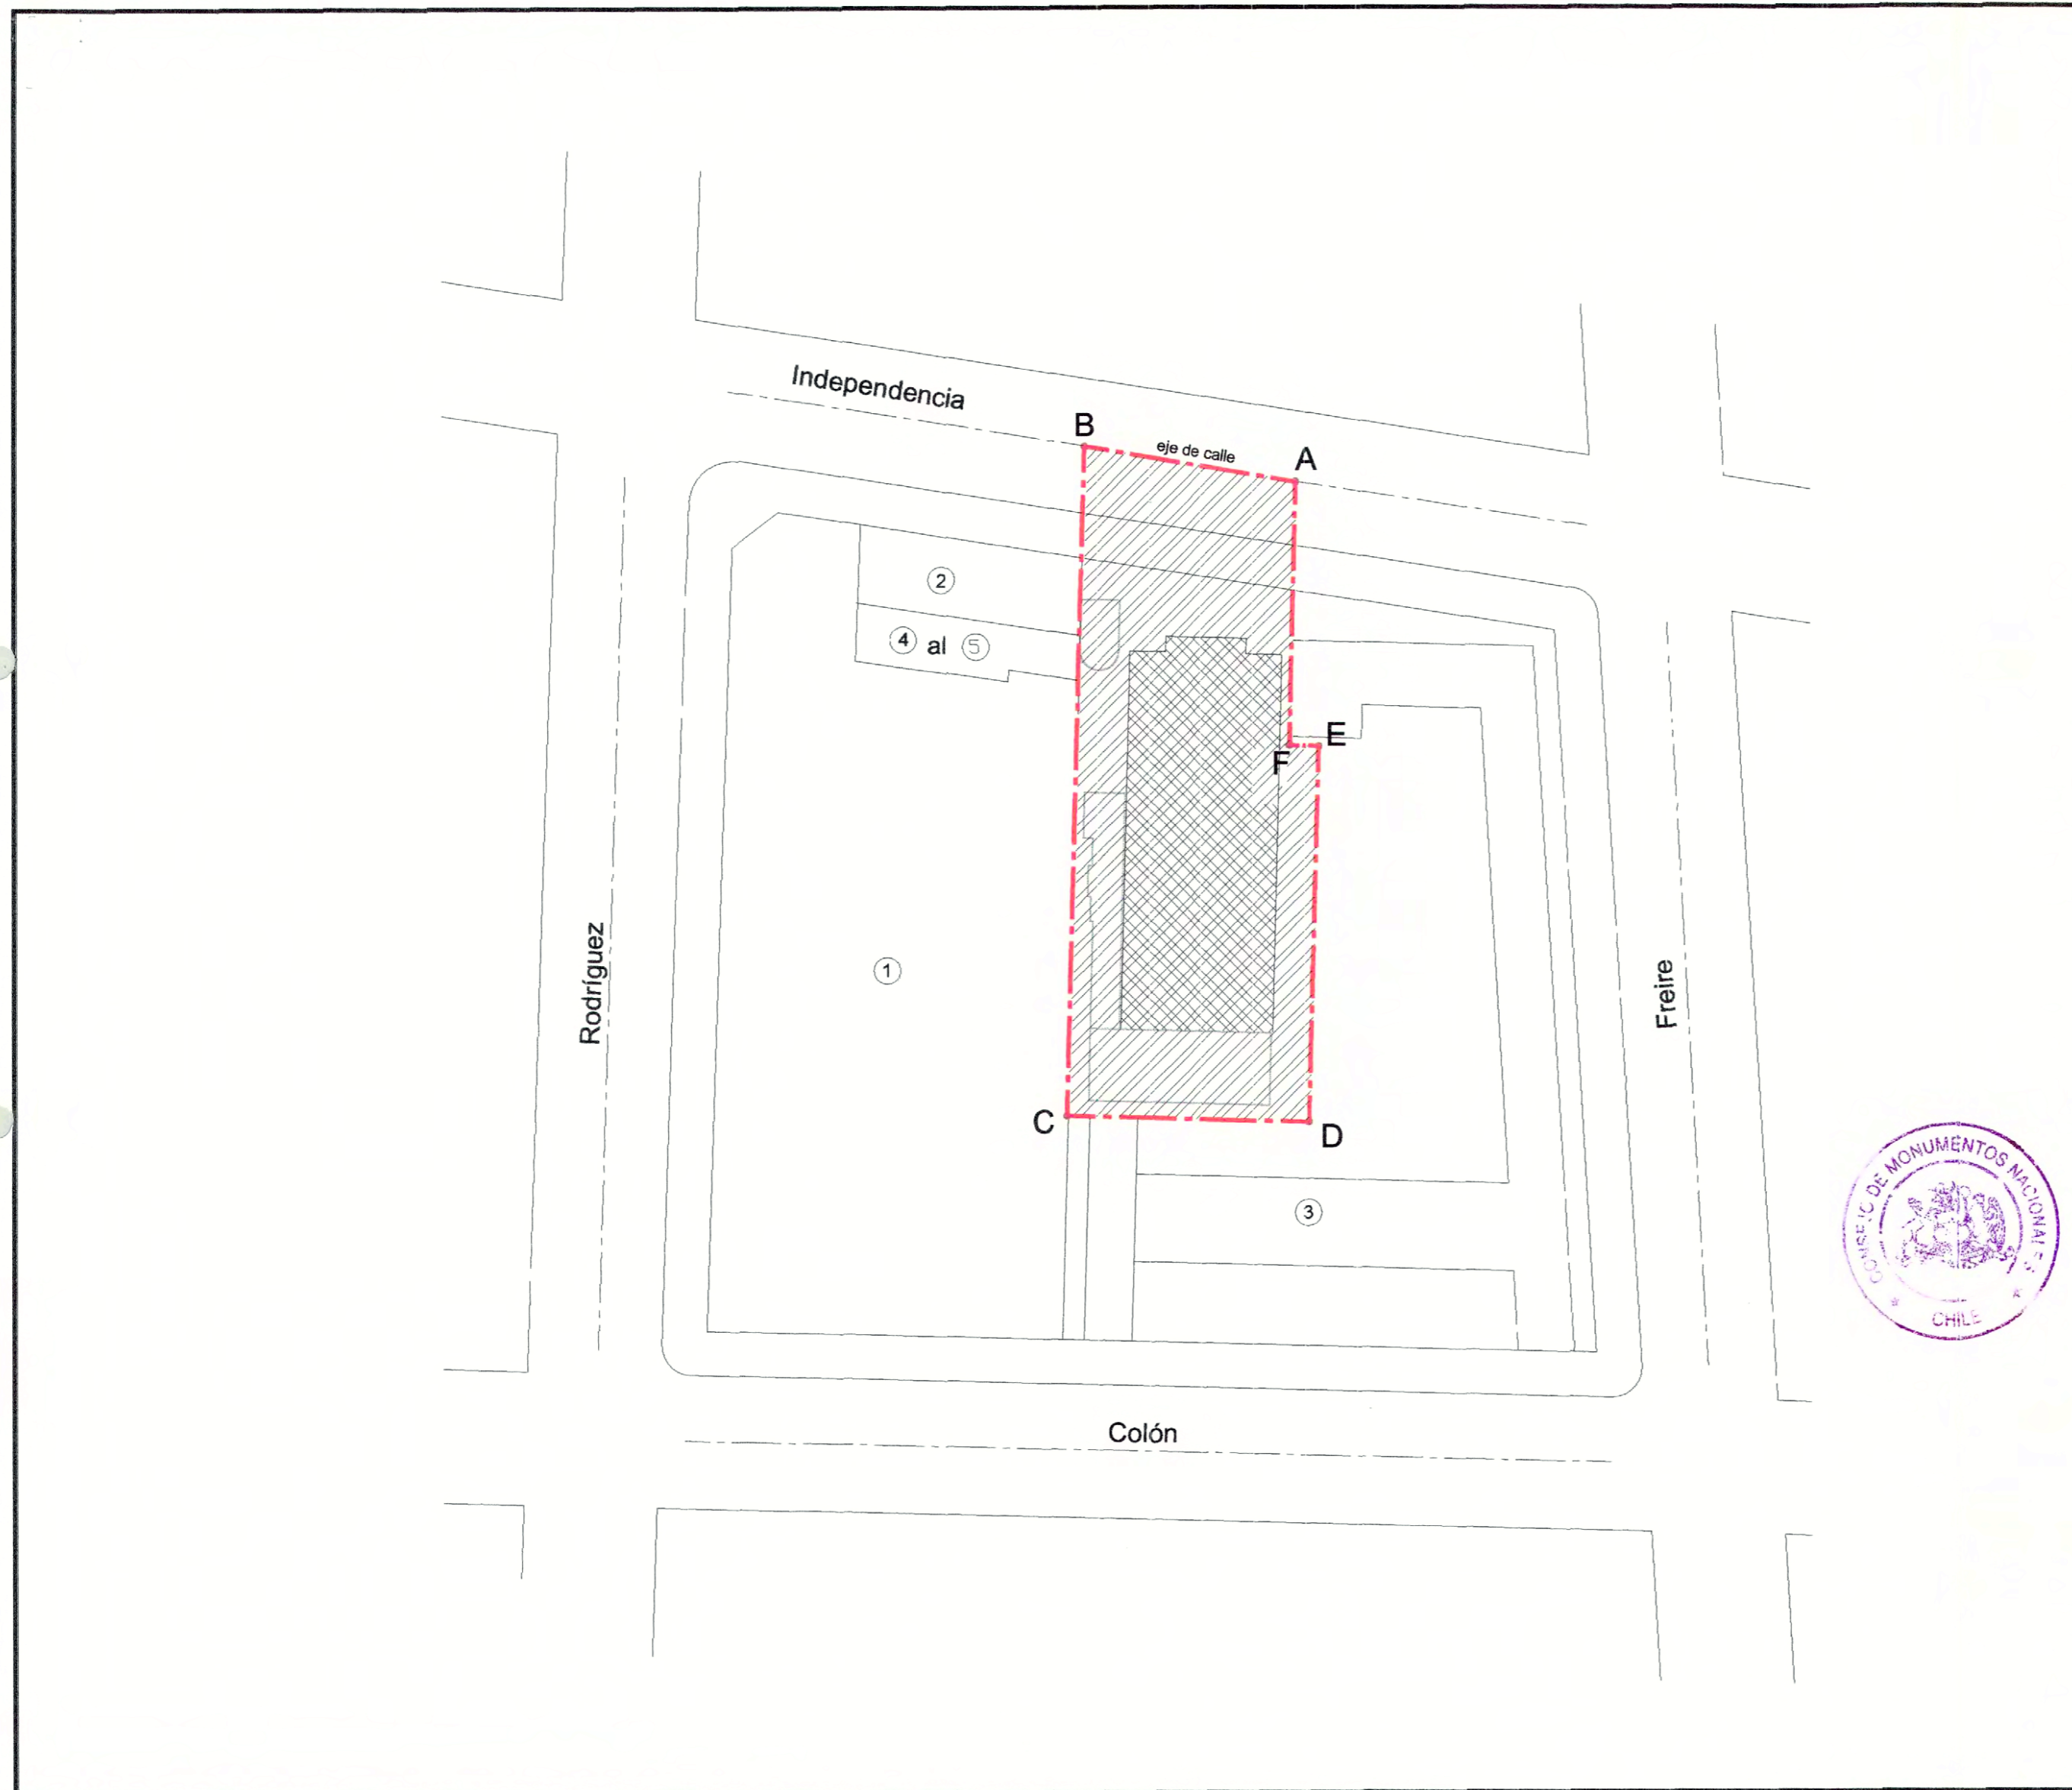 Independencia
B
eje de calle
A
2
4 al 5
E
F
1
Rodríguez
Freire
C
D
3
CONSEJO DE MONUMENTOS NACIONALES
CHILE
Colón